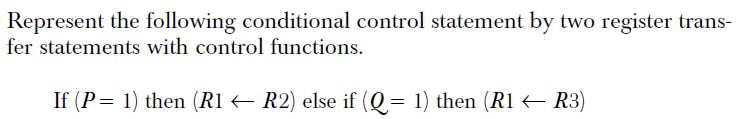 Represent the following conditional control statement by two register trans-
fer statements with control functions.
If (P = 1) then (R1 ← R2) else if (Q = 1) then (R1 ← R3)